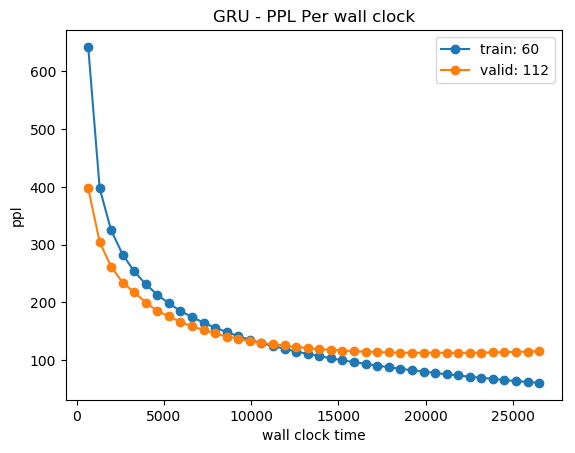 GRU - PPL Per wall clock
train: 60
valid: 112
600
500
400
300
200
100
ppl
0 5000 10000 15000 20000 25000
wall clock time